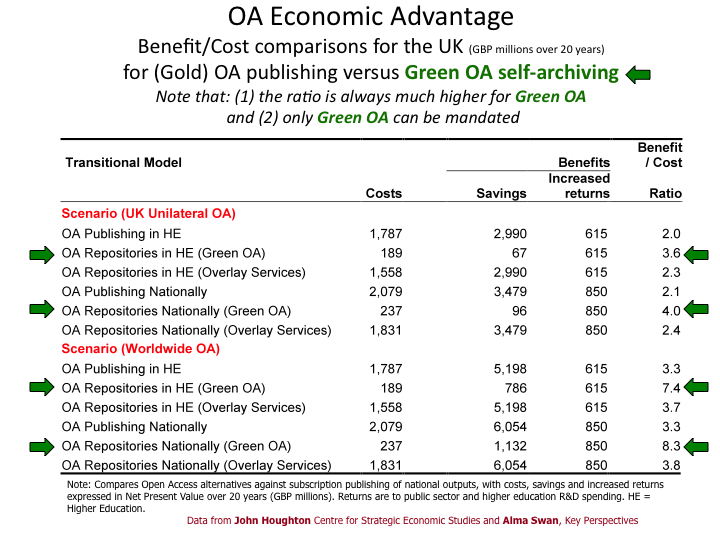 OA Economic Advantage
Benefit/Cost comparisons for the UK (GBP millions over 20 years)
for (Gold) OA publishing versus Green OA self-archiving
Note that: (1) the ratio is always much higher for Green OA
and (2) only Green OA can be mandated
Transitional Model Benefits Benefit / Cost
Costs Savings Increased returns Ratio
Scenario (UK Unilateral OA)
OA Publishing in HE 1,787 2,990 615 2.0
OA Repositories in HE (Green OA) 189 67 615 3.6
OA Repositories in HE (Overlay Services) 1,558 2,990 615 2.3
OA Publishing Nationally 2,079 3,479 850 2.1
OA Repositories Nationally (Green OA) 237 96 850 4.0
OA Repositories Nationally (Overlay Services) 1,831 3,479 850 2.4
Scenario (Worldwide OA)
OA Publishing in HE 1,787 5,198 615 3.3
OA Repositories in HE (Green OA) 189 786 615 7.4
OA Repositories in HE (Overlay Services) 1,558 5,198 615 3.7
OA Publishing Nationally 2,079 6,054 850 3.3
OA Repositories Nationally (Green OA) 237 1,132 850 8.3
OA Repositories Nationally (Overlay Services) 1,831 6,054 850 3.8
Note: Compares Open Access alternatives against subscription publishing of national outputs, with costs, savings and increased returns
expressed in Net Present Value over 20 years (GBP millions). Returns are to public sector and higher education R&D spending. HE =
Higher Education.
Data from John Houghton Centre for Strategic Economic Studies and Alma Swan, Key Perspectives